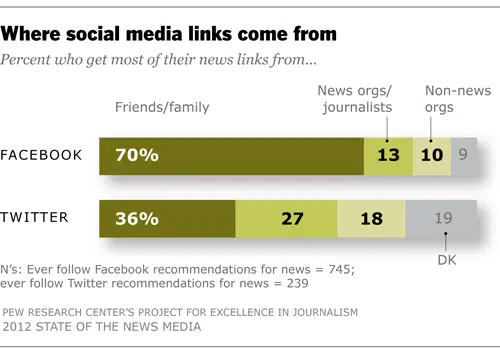 Where social media links come from
Percent who get most of their news links from...
Friends/family
News orgs/
journalists
Non-news
orgs
FACEBOOK 70% 13 10 9
TWITTER 36% 27 18 19
DK
N's: Ever follow Facebook recommendations for news = 745;
ever follow Twitter recommendations for news = 239
PEW RESEARCH CENTER'S PROJECT FOR EXCELLENCE IN JOURNALISM
2012 STATE OF THE NEWS MEDIA